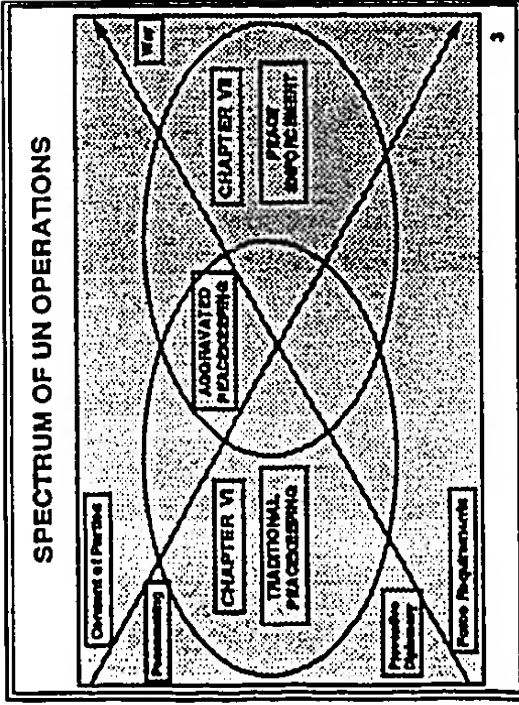 SPECTRUM OF UN OPERATIONS
Consent of Parties
Peacemaking
War
AGGRAVATED
PEACEKEEPING
CHAPTER VI
CHAPTER VII
TRADITIONAL
PEACEKEEPING
PEACE
ENFORCEMENT
Preventive
Diplomacy
Force Requirements
3